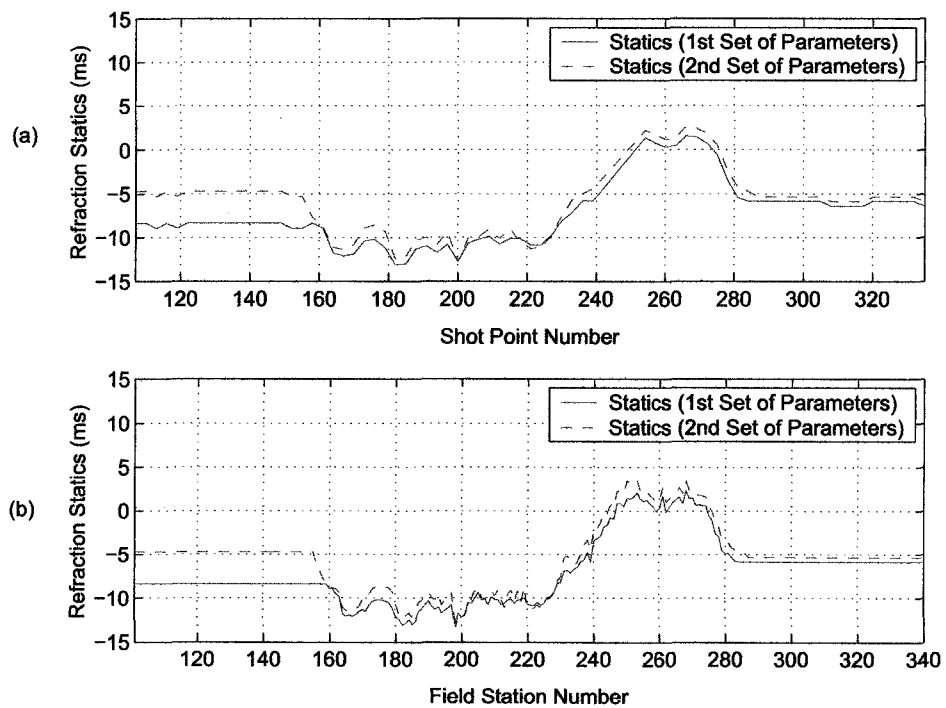 (a)
Refraction Statics (ms)
15
10
5
0
−5
−10
−15
Statics (1st Set of Parameters)
Statics (2nd Set of Parameters)
120 140 160 180 200 220 240 260 280 300 320
Shot Point Number
(b)
Refraction Statics (ms)
15
10
5
0
−5
−10
−15
Statics (1st Set of Parameters)
Statics (2nd Set of Parameters)
120 140 160 180 200 220 240 260 280 300 320 340
Field Station Number